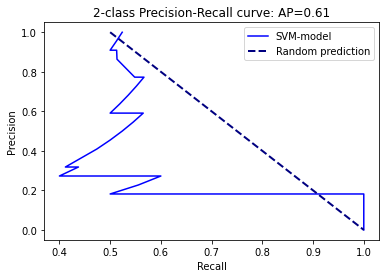 2-class Precision-Recall curve: AP=0.61
SVM-model
Random prediction
Precision
1.0
0.8
0.6
0.4
0.2
0.0
0.4 0.5 0.6 0.7 0.8 0.9 1.0
Recall